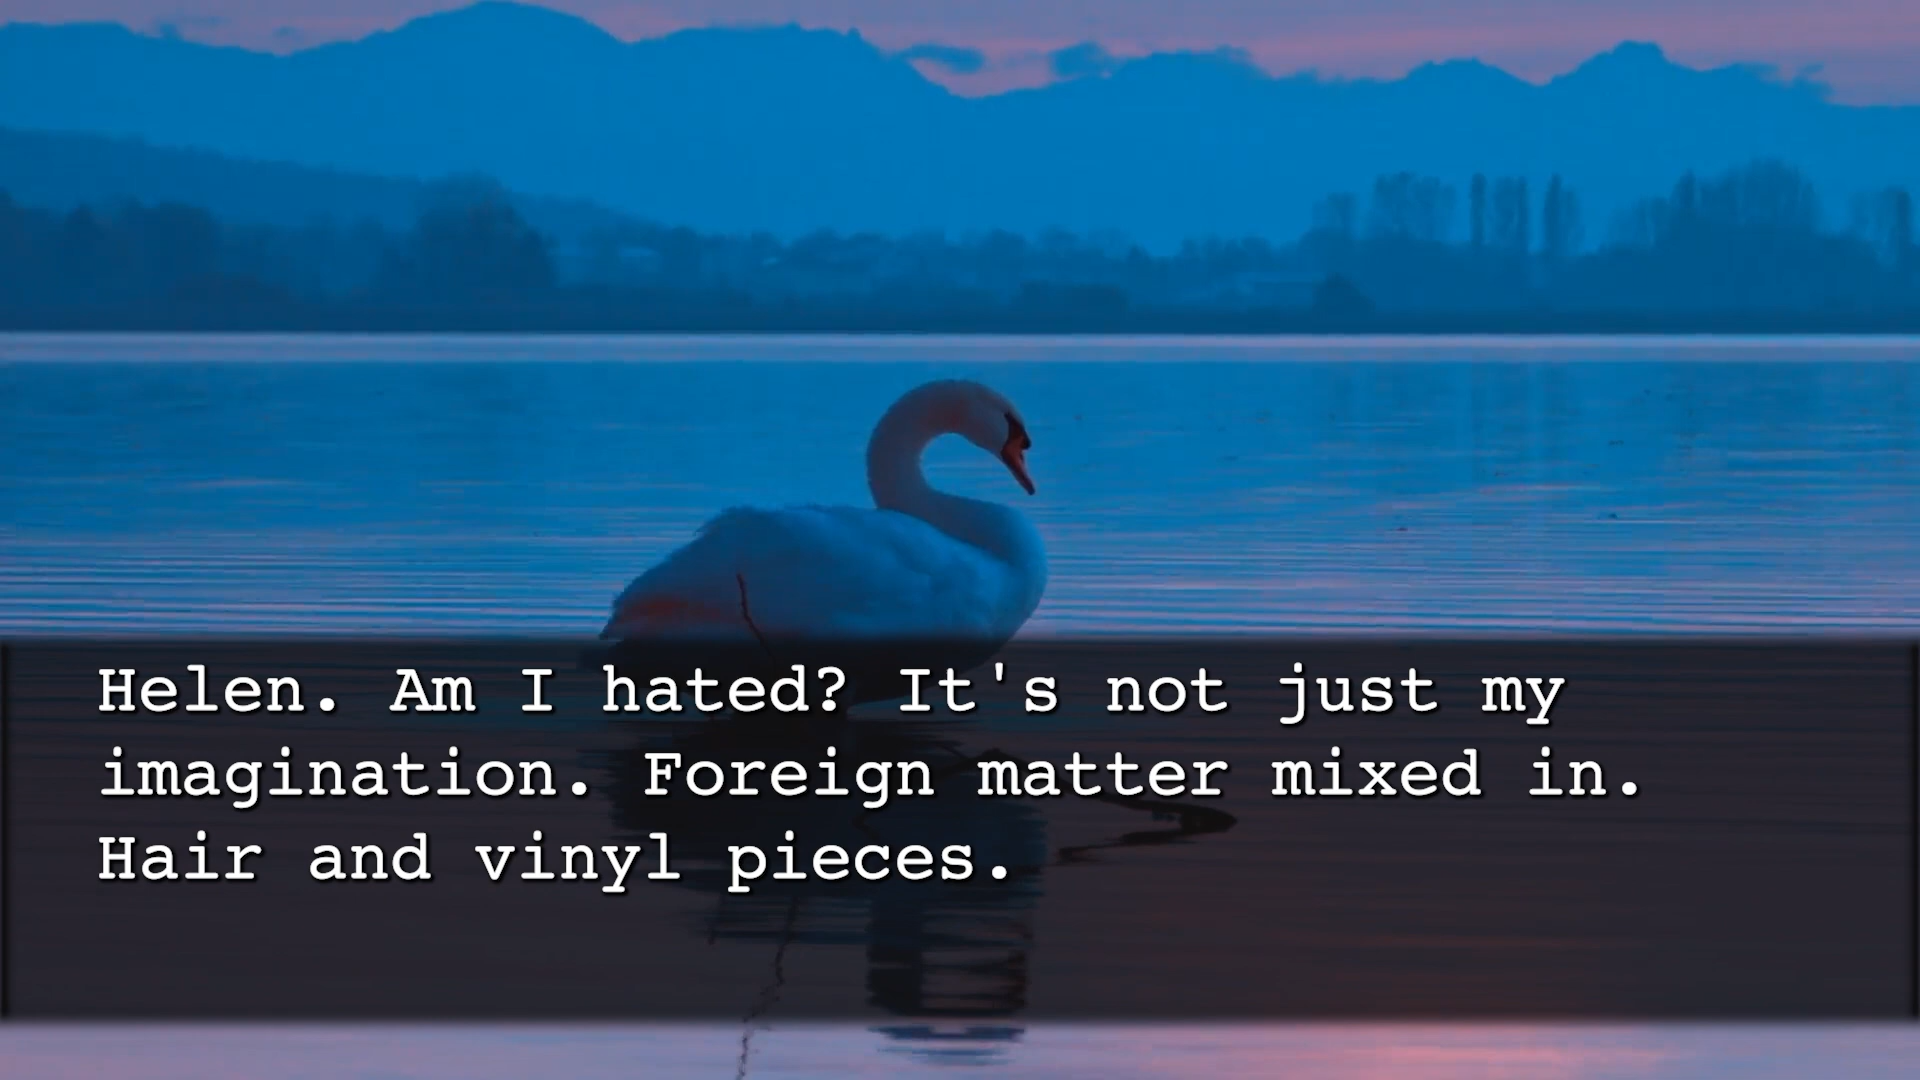 Helen. Am I hated? It's not just my
imagination. Foreign matter mixed in.
Hair and vinyl pieces.